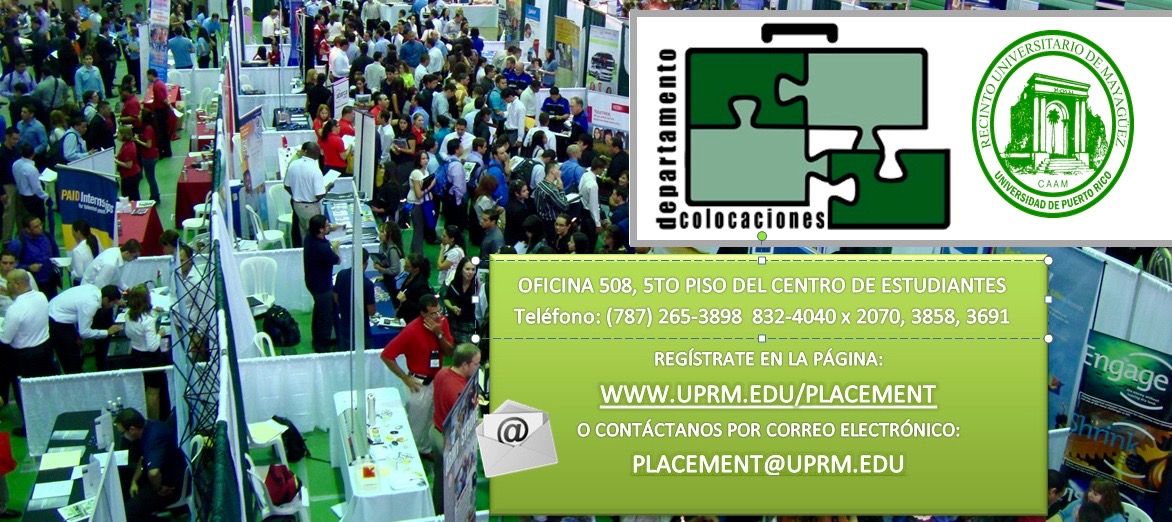 departamento
de colocaciones
RECINTO UNIVERSITARIO DE MAYAGÜEZ
CAAM
UNIVERSIDAD DE PUERTO RICO
PAID Internships
OFICINA 508, 5TO PISO DEL CENTRO DE ESTUDIANTES
Teléfono: (787) 265-3898 832-4040 x 2070, 3858, 3691
REGÍSTRATE EN LA PÁGINA:
WWW.UPRM.EDU/PLACEMENT
O CONTÁCTANOS POR CORREO ELECTRÓNICO:
@
PLACEMENT@UPRM.EDU
Engage
shrink